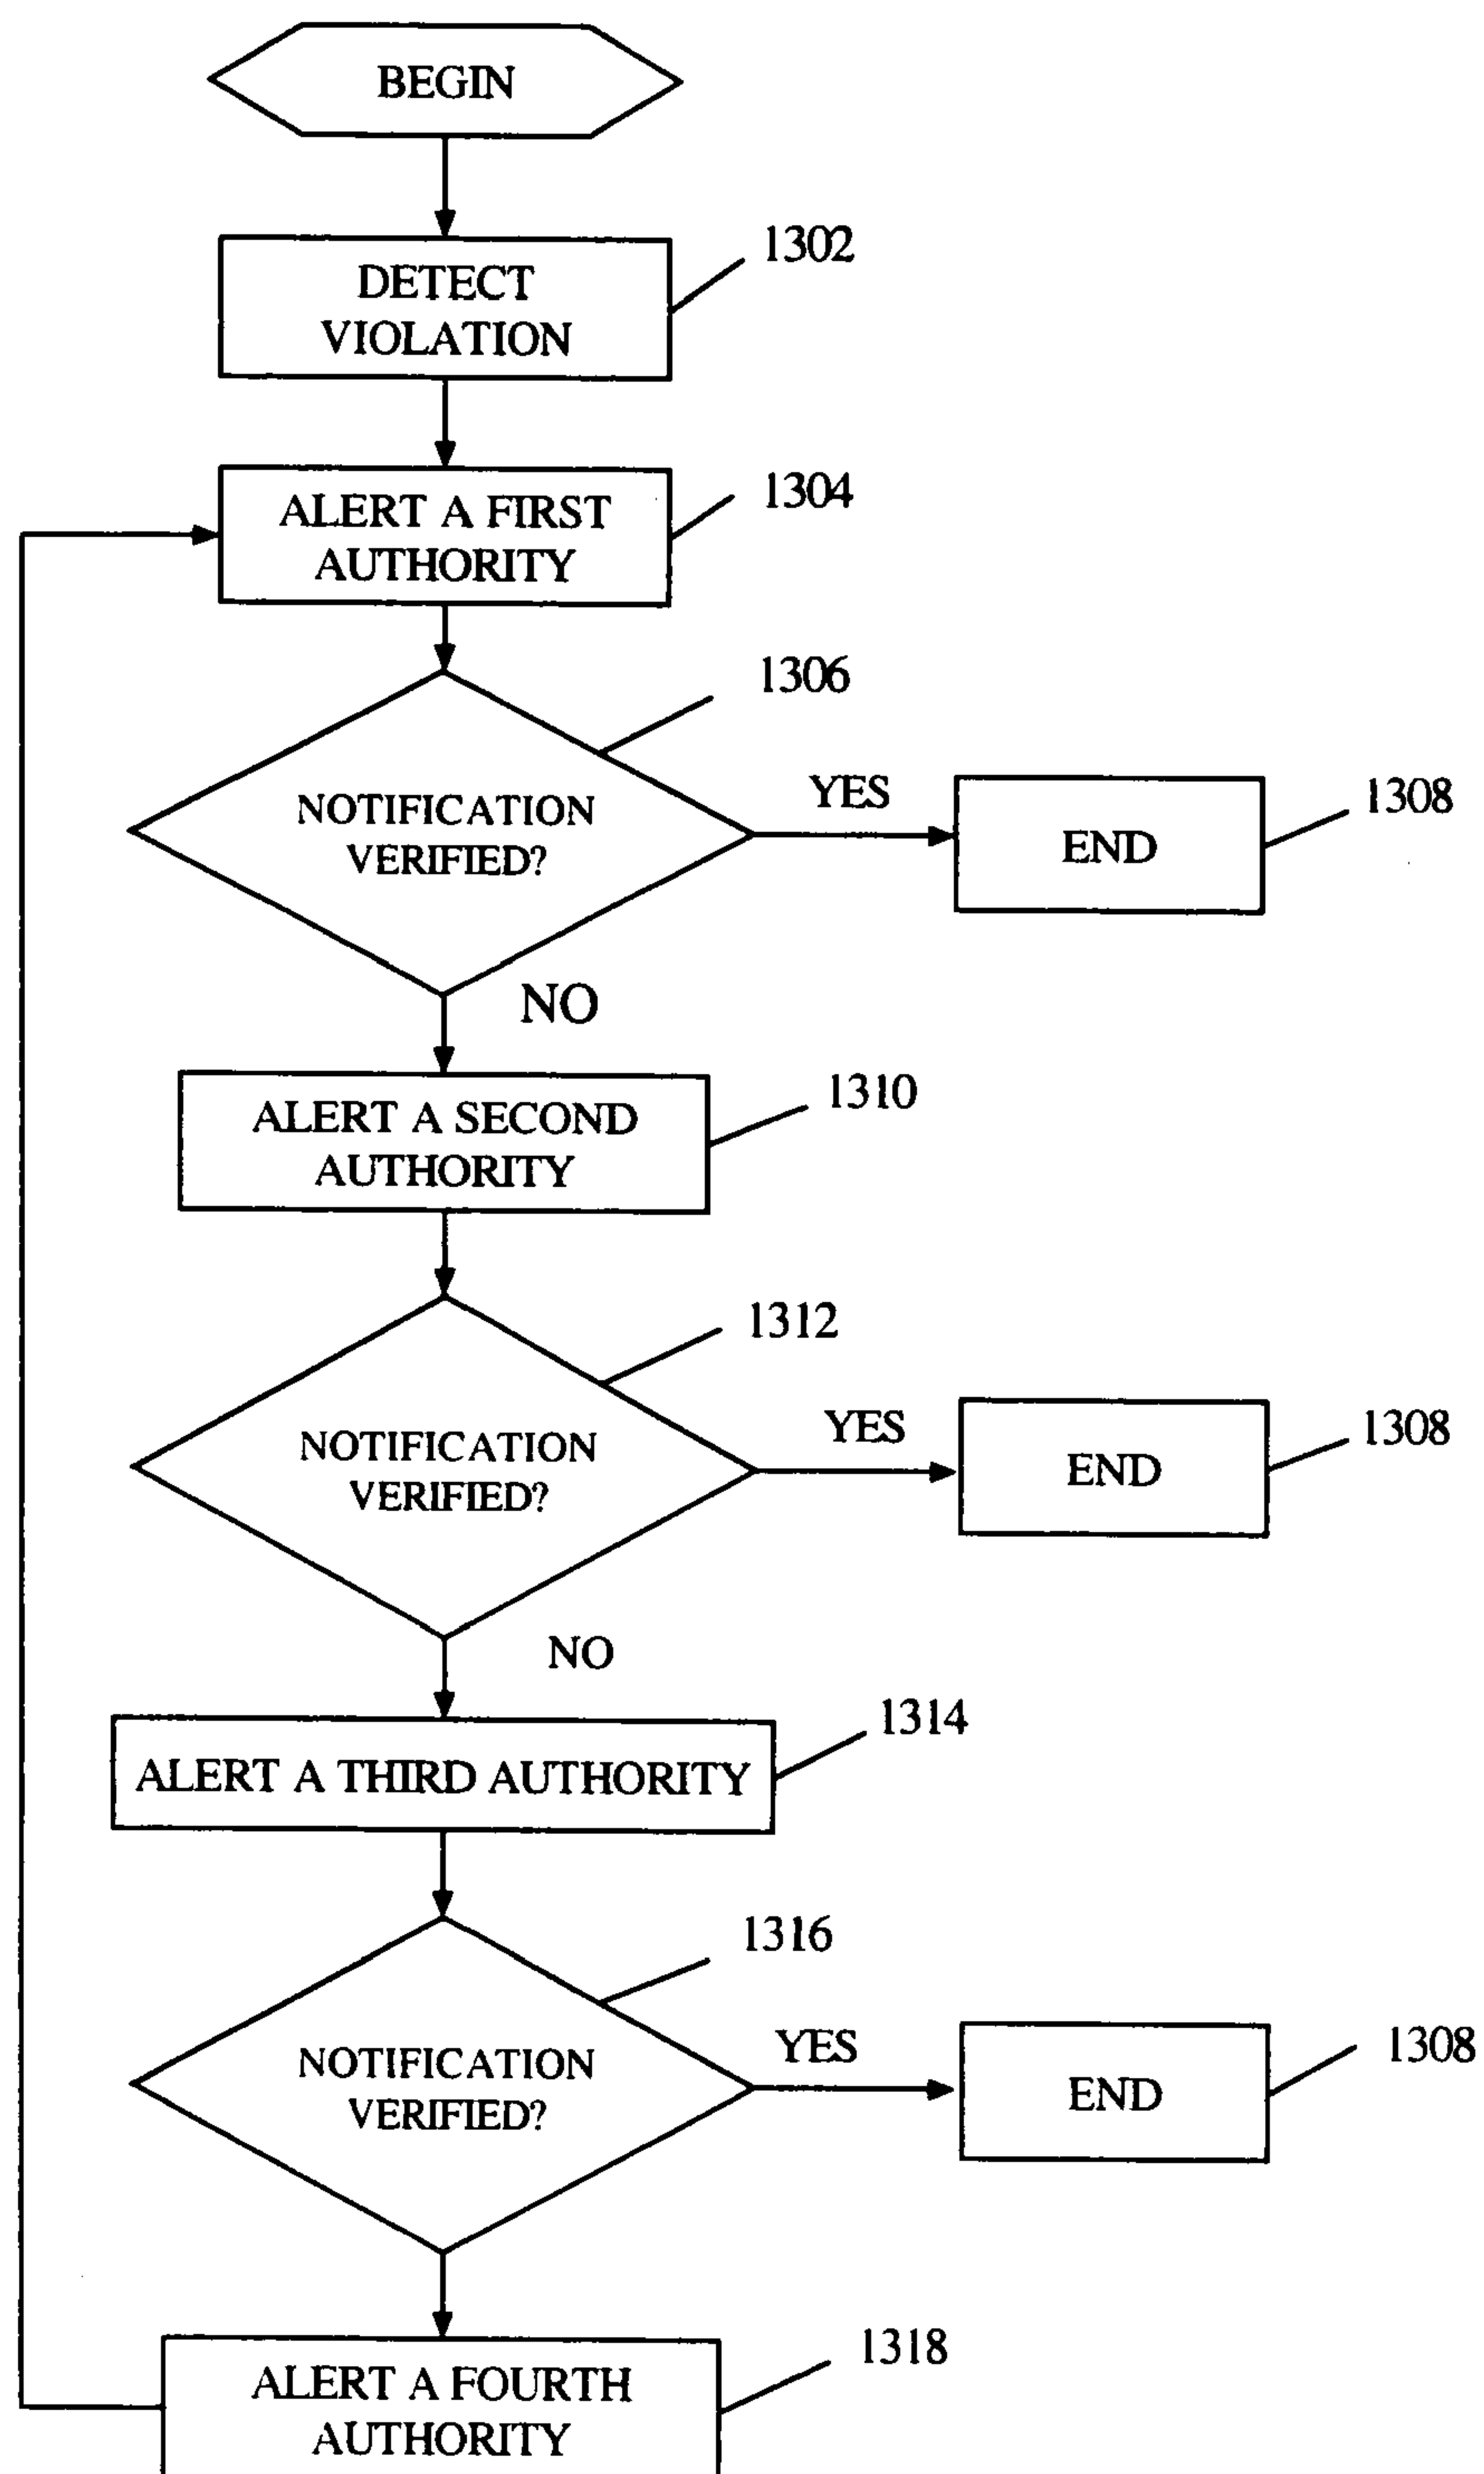 BEGIN
DETECT
VIOLATION
1302
ALERT A FIRST
AUTHORITY
1304
NOTIFICATION
VERIFIED?
1306
YES
END
1308
NO
ALERT A SECOND
AUTHORITY
1310
NOTIFICATION
VERIFIED?
1312
YES
END
1308
NO
ALERT A THIRD AUTHORITY
1314
NOTIFICATION
VERIFIED?
1316
YES
END
1308
ALERT A FOURTH
AUTHORITY
1318